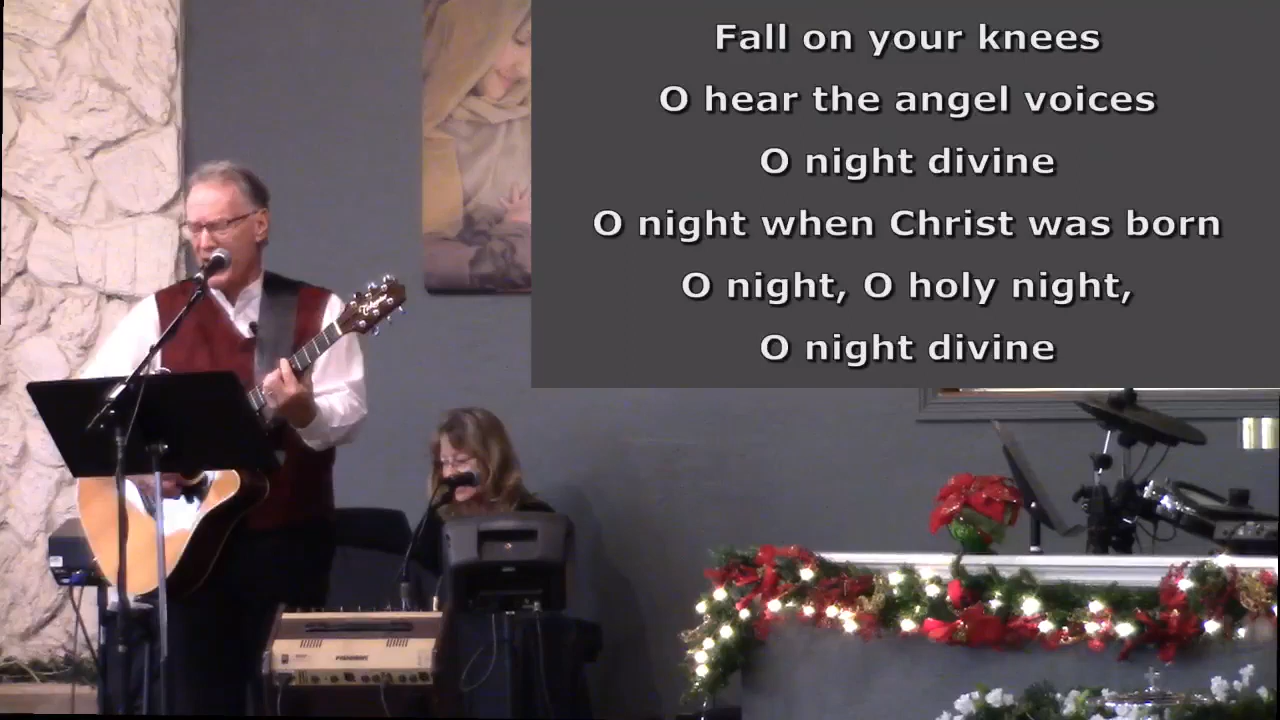 Fall on your knees
O hear the angel voices
O night divine
O night when Christ was born
O night, O holy night,
O night divine